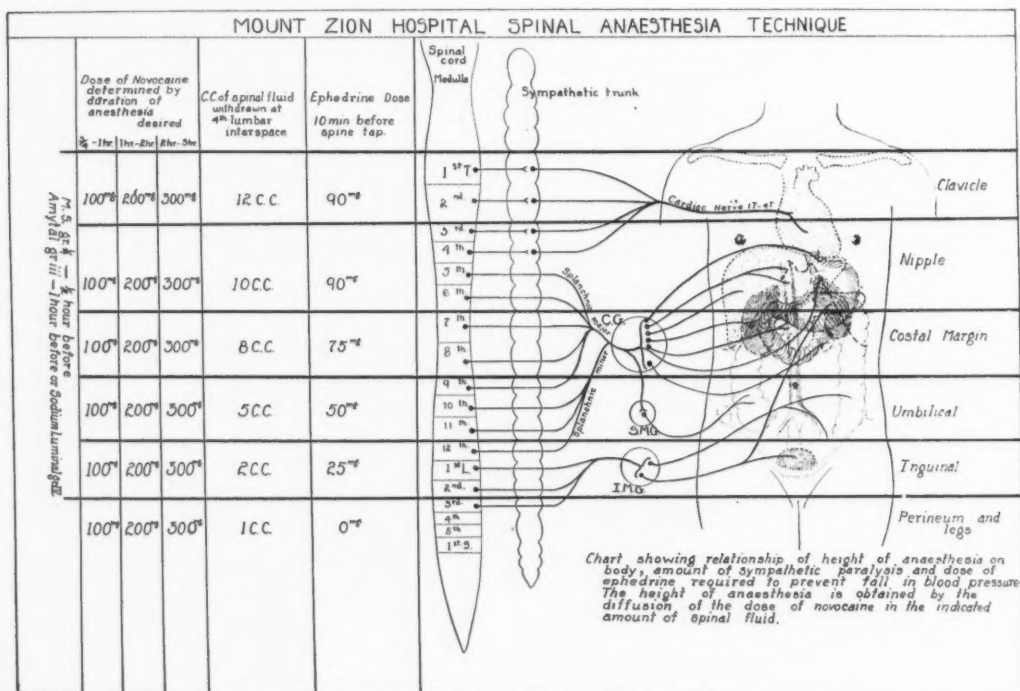 MOUNT ZION HOSPITAL SPINAL ANAESTHESIA TECHNIQUE
Dose of Novocaine
determined by
duration of
anesthesia
desired
¾-1hr 1hr-2hr 2hr-3hr
C.C. of spinal fluid
withdrawn at
4th lumbar
interspace
Ephedrine Dose
10 min before
spine tap.
Spinal
cord
Medulla
Sympathetic trunk
M.S. gr. - hour before
Amytal gr iii - 1 hour before or Sodium Luminal
100mg 200mg 300mg 12 C.C. 90mg
100mg 200mg 300mg 10 C.C. 90mg
100mg 200mg 300mg 8 C.C. 75mg
100mg 200mg 300mg 5 C.C. 50mg
100mg 200mg 300mg 2 C.C. 25mg
100mg 200mg 300mg 1 C.C. 0mg
1st T
2nd.
3rd.
4th
5th
6th
7th
8th
9th
10th
11th
12th
1st L.
2nd.
3rd.
4th
5th
1st S.
Cardiac Nerve 1T-4T
Splanchnic major
Splanchnic minor
C.G.
S.M.G.
I.M.G.
Clavicle
Nipple
Costal Margin
Umbilical
Inguinal
Perineum and
legs
Chart showing relationship of height of anaesthesia on
body, amount of sympathetic paralysis and dose of
ephedrine required to prevent fall in blood pressure
The height of anaesthesia is obtained by the
diffusion of the dose of novocaine in the indicated
amount of spinal fluid.